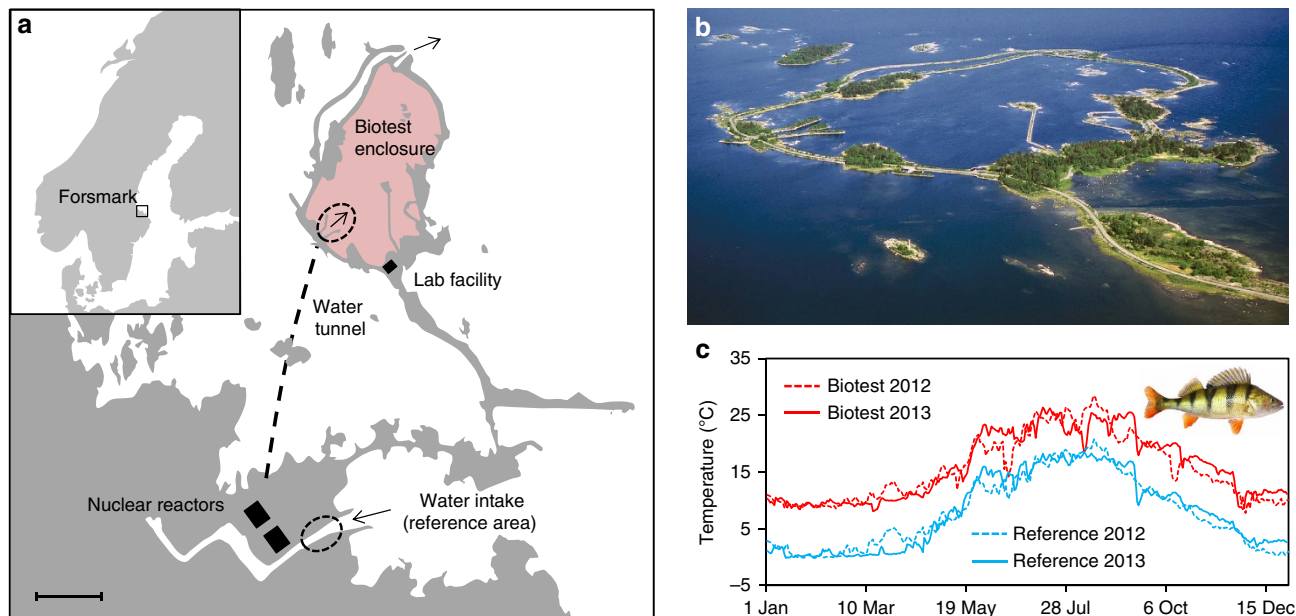 a
Forsmark
Biotest
enclosure
Lab facility
Water
tunnel
Nuclear reactors
Water intake
(reference area)
b
c
35
25
15
5
–5
Temperature (°C)
Biotest 2012
Biotest 2013
Reference 2012
Reference 2013
1 Jan
10 Mar
19 May
28 Jul
6 Oct
15 Dec